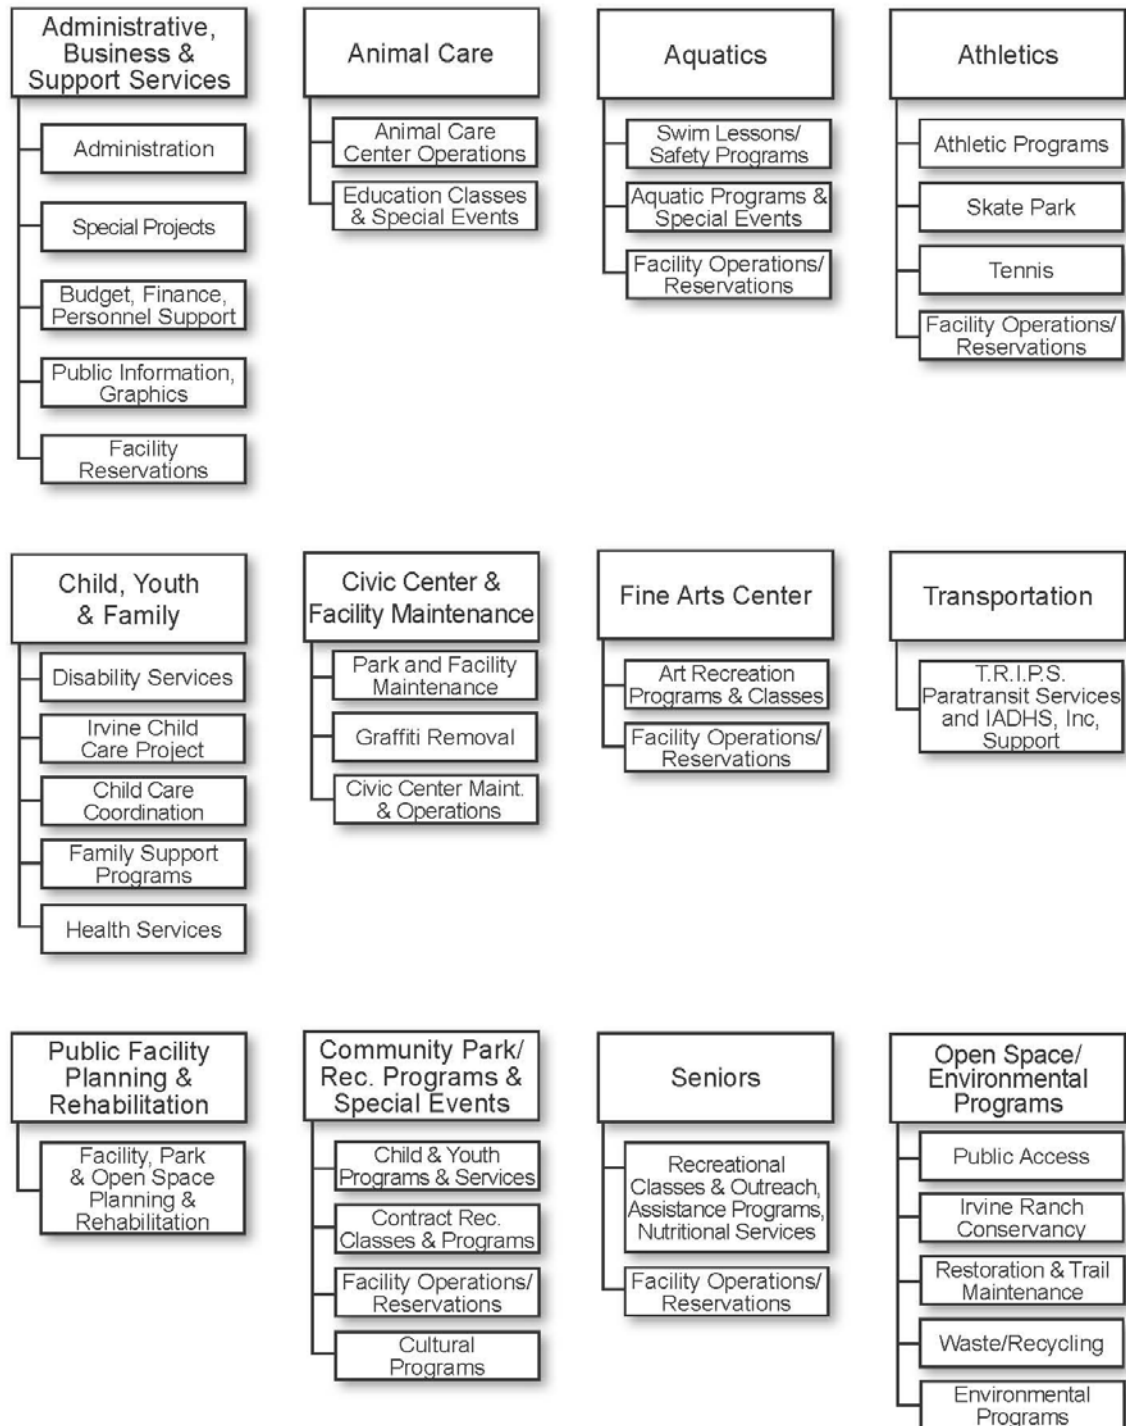 Administrative,
Business &
Support Services
Administration
Special Projects
Budget, Finance,
Personnel Support
Public Information,
Graphics
Facility
Reservations
Animal Care
Animal Care
Center Operations
Education Classes
& Special Events
Aquatics
Swim Lessons/
Safety Programs
Aquatic Programs &
Special Events
Facility Operations/
Reservations
Athletics
Athletic Programs
Skate Park
Tennis
Facility Operations/
Reservations
Child, Youth
& Family
Disability Services
Irvine Child
Care Project
Child Care
Coordination
Family Support
Programs
Health Services
Civic Center &
Facility Maintenance
Park and Facility
Maintenance
Graffiti Removal
Civic Center Maint.
& Operations
Fine Arts Center
Art Recreation
Programs & Classes
Facility Operations/
Reservations
Transportation
T.R.I.P.S.
Paratransit Services
and IADHS, Inc,
Support
Public Facility
Planning &
Rehabilitation
Facility, Park
& Open Space
Planning &
Rehabilitation
Community Park/
Rec. Programs &
Special Events
Child & Youth
Programs & Services
Contract Rec.
Classes & Programs
Facility Operations/
Reservations
Cultural
Programs
Seniors
Recreational
Classes & Outreach,
Assistance Programs,
Nutritional Services
Facility Operations/
Reservations
Open Space/
Environmental
Programs
Public Access
Irvine Ranch
Conservancy
Restoration & Trail
Maintenance
Waste/Recycling
Environmental
Programs